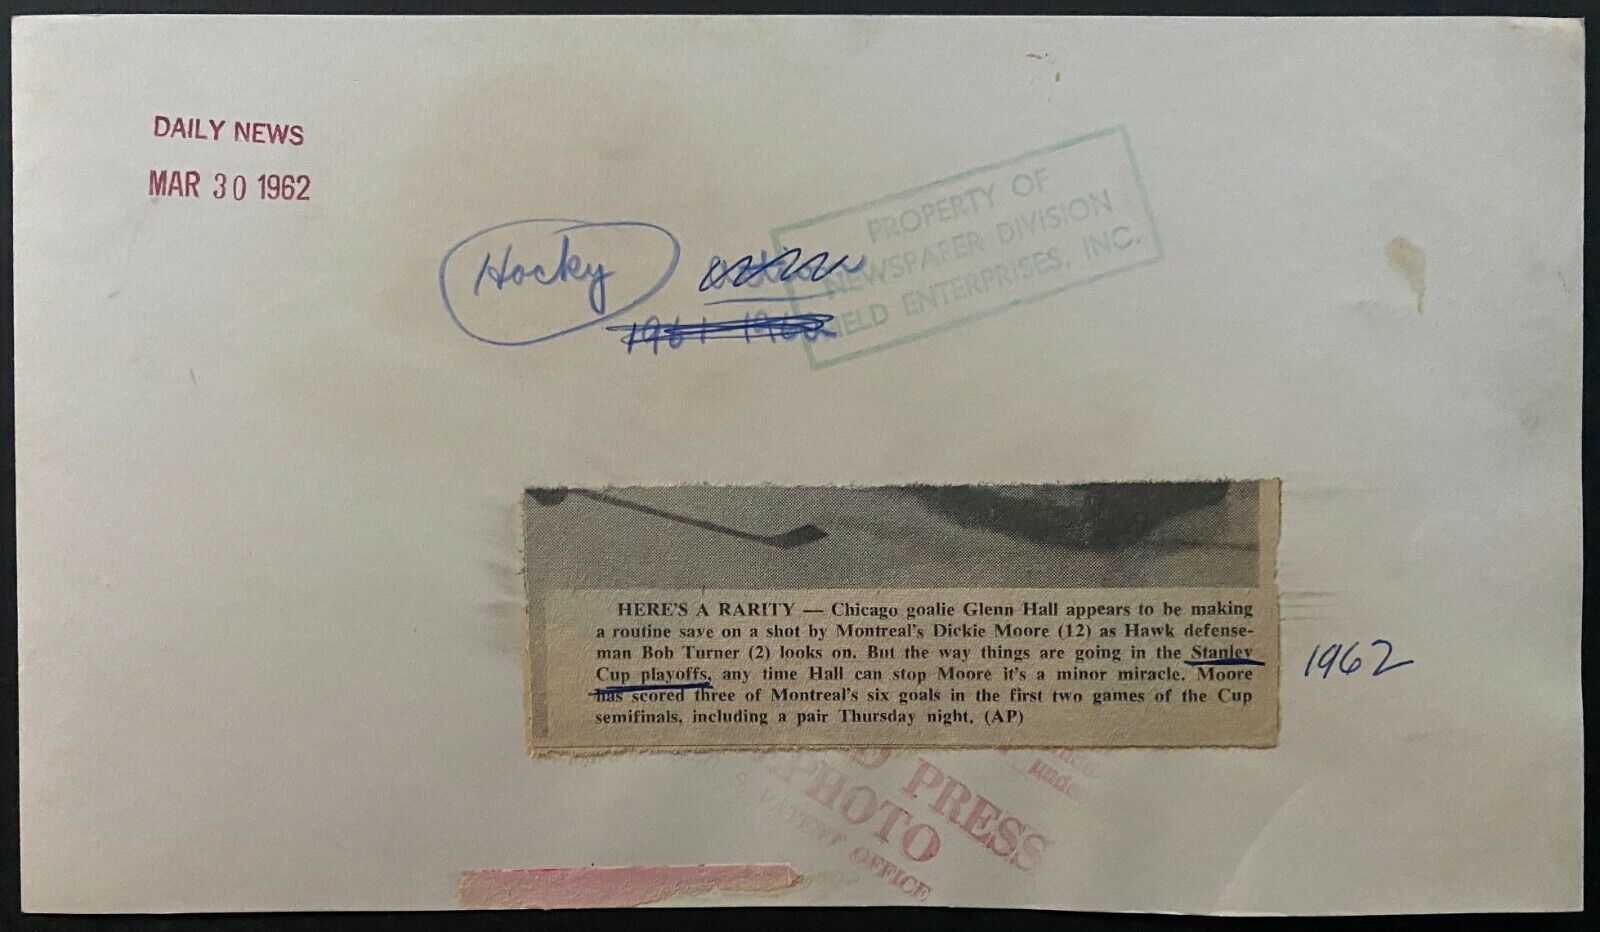 DAILY NEWS
MAR 30 1962
PROPERTY OF
NEWSPAPER DIVISION
FIELD ENTERPRISES, INC.
Hocky
1961-1962
HERE'S A RARITY — Chicago goalie Glenn Hall appears to be making
a routine save on a shot by Montreal's Dickie Moore (12) as Hawk defense-
man Bob Turner (2) looks on. But the way things are going in the Stanley
Cup playoffs, any time Hall can stop Moore it's a minor miracle. Moore
has scored three of Montreal's six goals in the first two games of the Cup
semifinals, including a pair Thursday night. (AP)
1962
PRESS
PHOTO
PATENT OFFICE